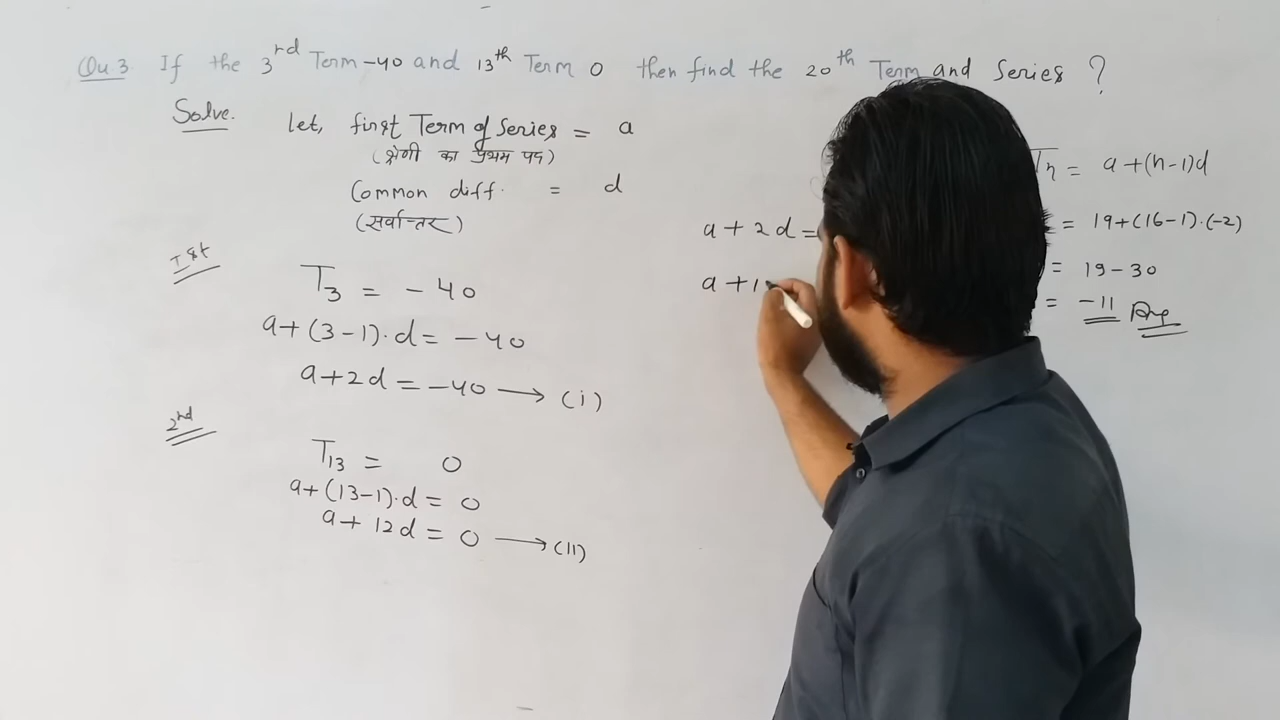 Qu 3 If the 3rd Term -40 and 13th Term 0 then find the 20th Term and Series ?
Solve. let, first Term of Series = a
(श्रेणी का प्रथम पद)
Common diff. = d
(सर्वान्तर)
Ist
T3 = - 40
a+(3-1)·d = - 40
a+2d = -40 → (i)
2nd
T13 = 0
a+(13-1)·d = 0
a+ 12d = 0 → (II)
a + 2d =
a + 1
Tn = a +(n-1)d
= 19+(16-1)·(-2)
= 19-30
= -11 Ans